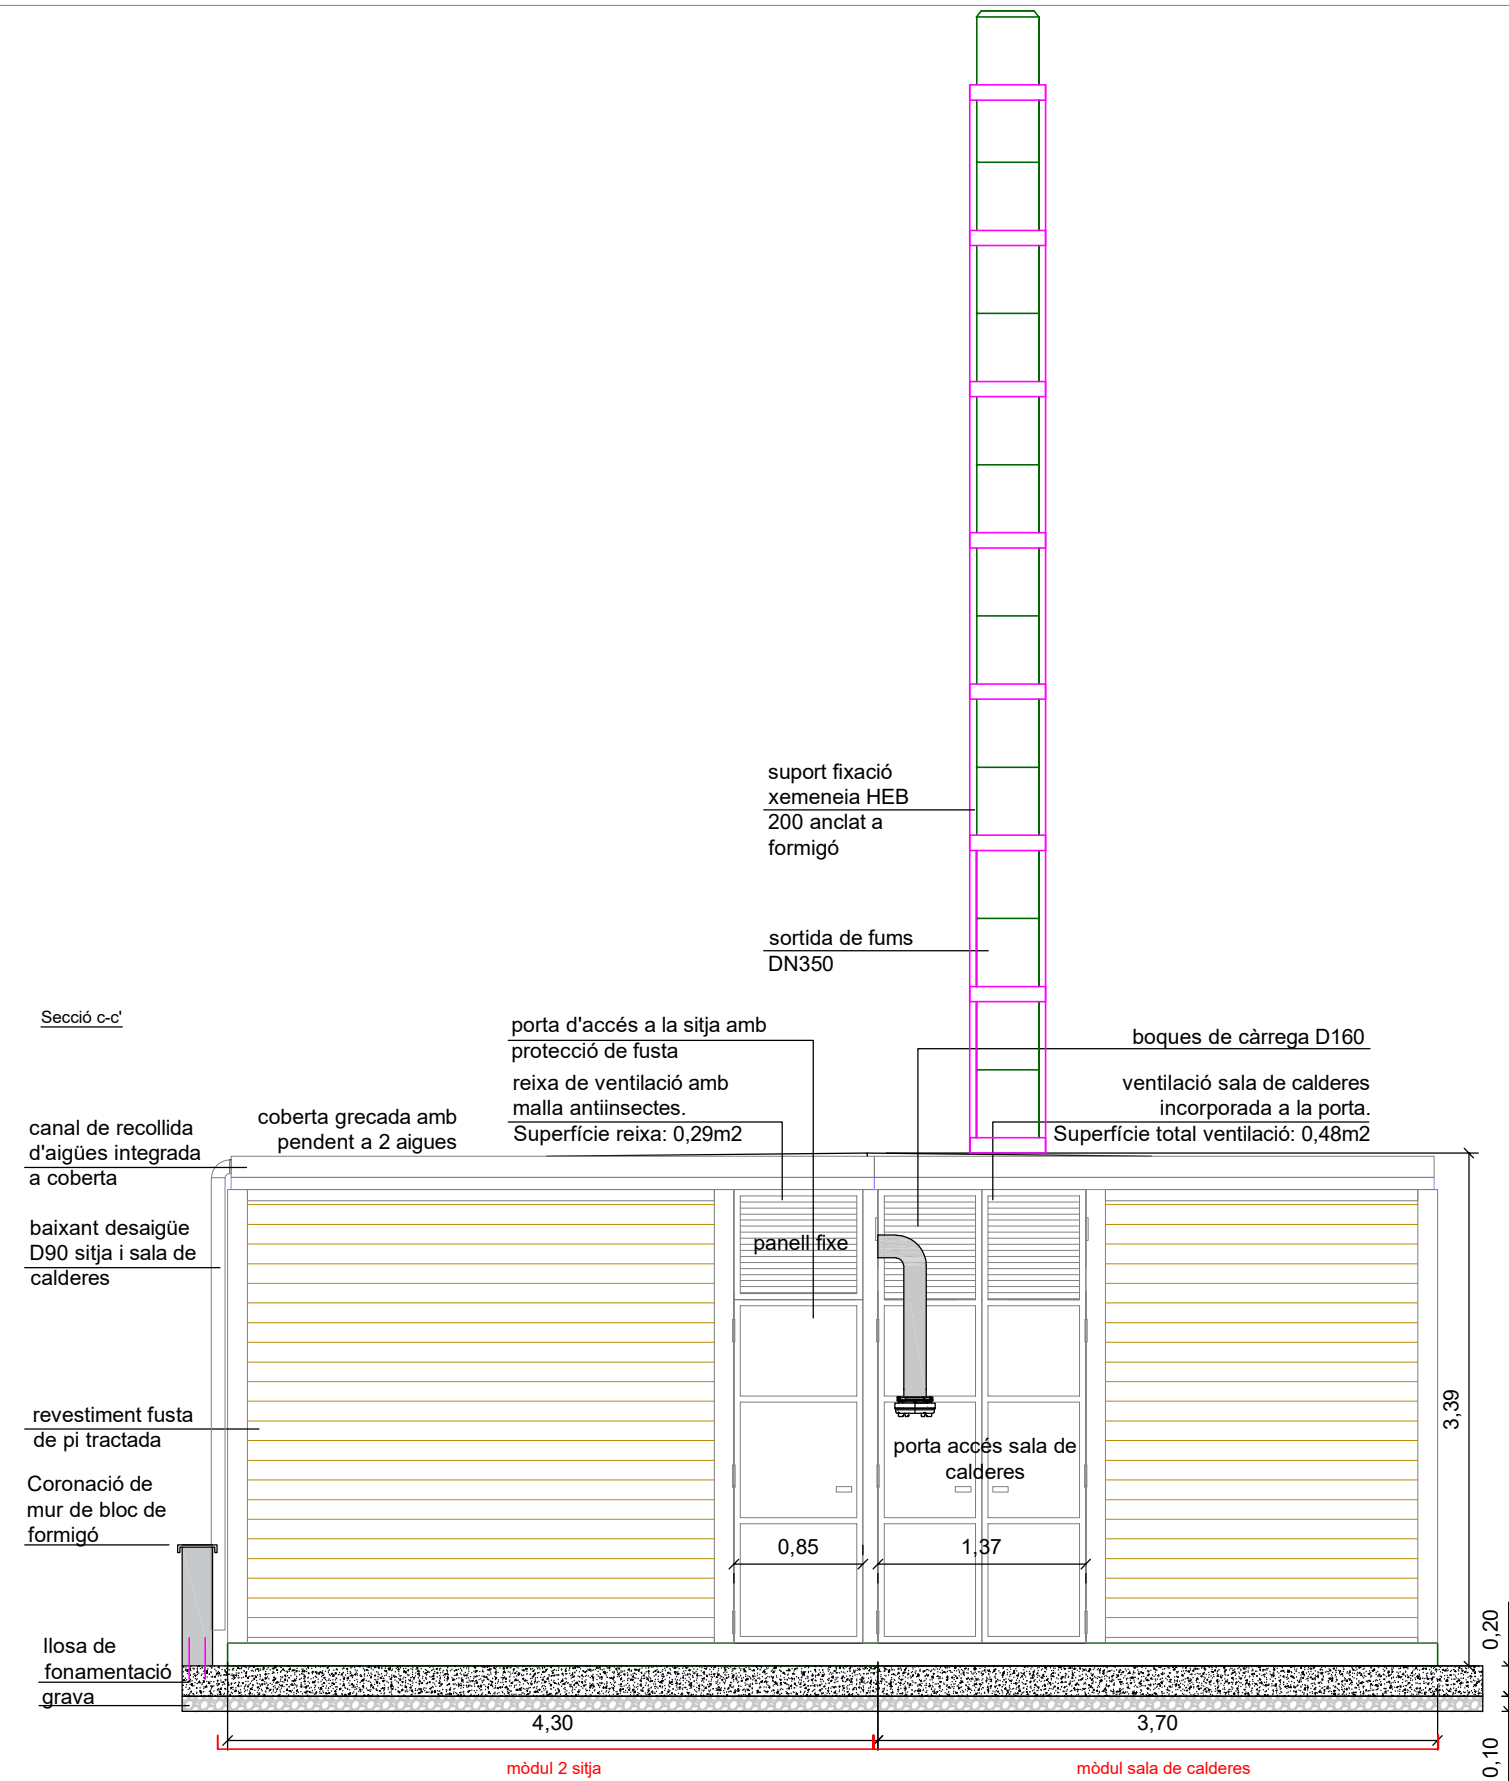 suport fixació
xemeneia HEB
200 anclat a
formigó
sortida de fums
DN350
Secció c-c'
porta d'accés a la sitja amb
protecció de fusta
reixa de ventilació amb
malla antiinsectes.
Superfície reixa: 0,29m2
boques de càrrega D160
ventilació sala de calderes
incorporada a la porta.
Superfície total ventilació: 0,48m2
coberta grecada amb
pendent a 2 aigues
canal de recollida
d'aigües integrada
a coberta
baixant desaigüe
D90 sitja i sala de
calderes
panell fixe
revestiment fusta
de pi tractada
porta accés sala de
calderes
3,39
Coronació de
mur de bloc de
formigó
0,85
1,37
llosa de
fonamentació
grava
0,20
4,30
3,70
0,10
mòdul 2 sitja
mòdul sala de calderes